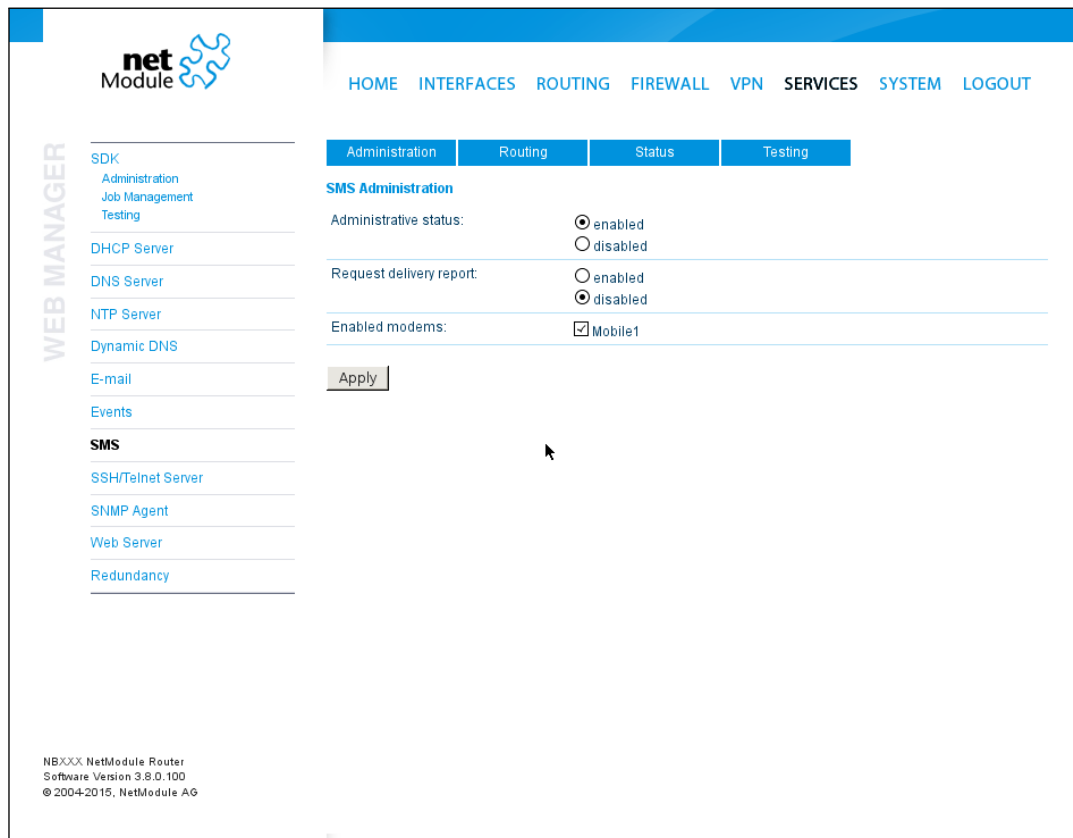 net
Module
HOME INTERFACES ROUTING FIREWALL VPN SERVICES SYSTEM LOGOUT
WEB MANAGER
SDK
Administration
Job Management
Testing
DHCP Server
DNS Server
NTP Server
Dynamic DNS
E-mail
Events
SMS
SSH/Telnet Server
SNMP Agent
Web Server
Redundancy
Administration Routing Status Testing
SMS Administration
Administrative status: enabled
disabled
Request delivery report: enabled
disabled
Enabled modems: Mobile1
Apply
NBXXX NetModule Router
Software Version 3.8.0.100
© 2004-2015, NetModule AG